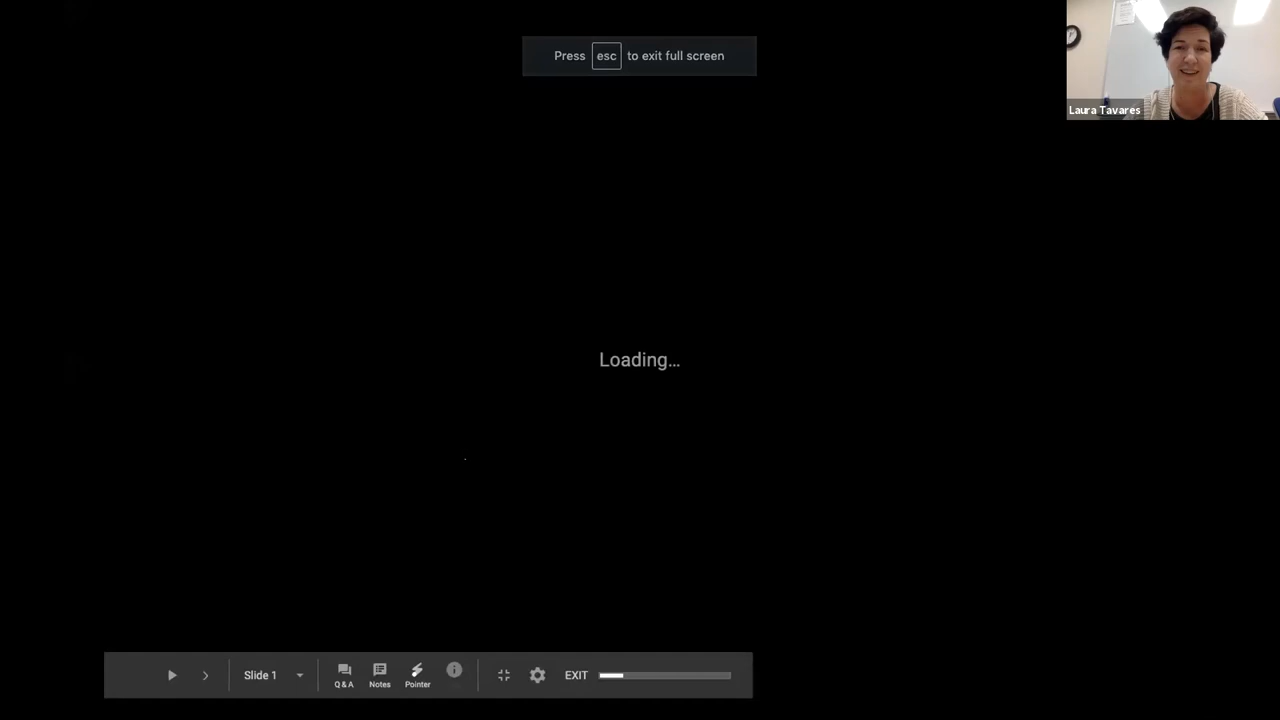 Press esc to exit full screen
Laura Tavares
Loading...
Slide 1
Q & A
Notes
Pointer
EXIT